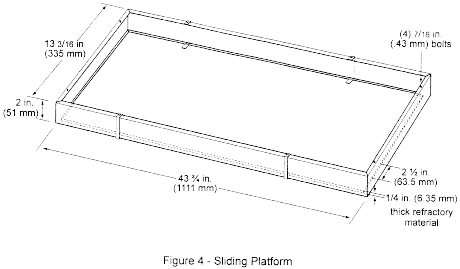 13 3/16 in.
(335 mm)
(4) 7/16 in.
(.43 mm) bolts
2 in.
(51 mm)
43 ¾ in.
(1111 mm)
2 ½ in.
(63.5 mm)
1/4 in. (6 35 mm)
thick refractory
material
Figure 4 - Sliding Platform